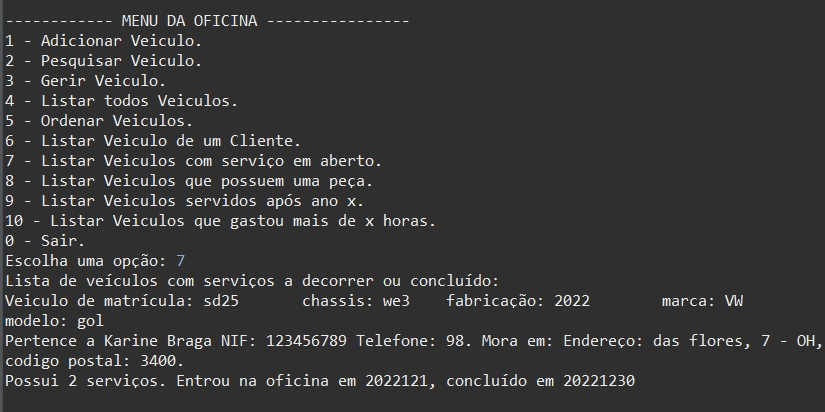 ------------ MENU DA OFICINA ----------------
1 - Adicionar Veiculo.
2 - Pesquisar Veiculo.
3 - Gerir Veiculo.
4 - Listar todos Veiculos.
5 - Ordenar Veiculos.
6 - Listar Veiculo de um Cliente.
7 - Listar Veiculos com serviço em aberto.
8 - Listar Veiculos que possuem uma peça.
9 - Listar Veiculos servidos após ano x.
10 - Listar Veiculos que gastou mais de x horas.
0 - Sair.
Escolha uma opção: 7
Lista de veículos com serviços a decorrer ou concluído:
Veiculo de matrícula: sd25       chassis: we3    fabricação: 2022        marca: VW
modelo: gol
Pertence a Karine Braga NIF: 123456789 Telefone: 98. Mora em: Endereço: das flores, 7 - OH,
codigo postal: 3400.
Possui 2 serviços. Entrou na oficina em 2022121, concluído em 20221230